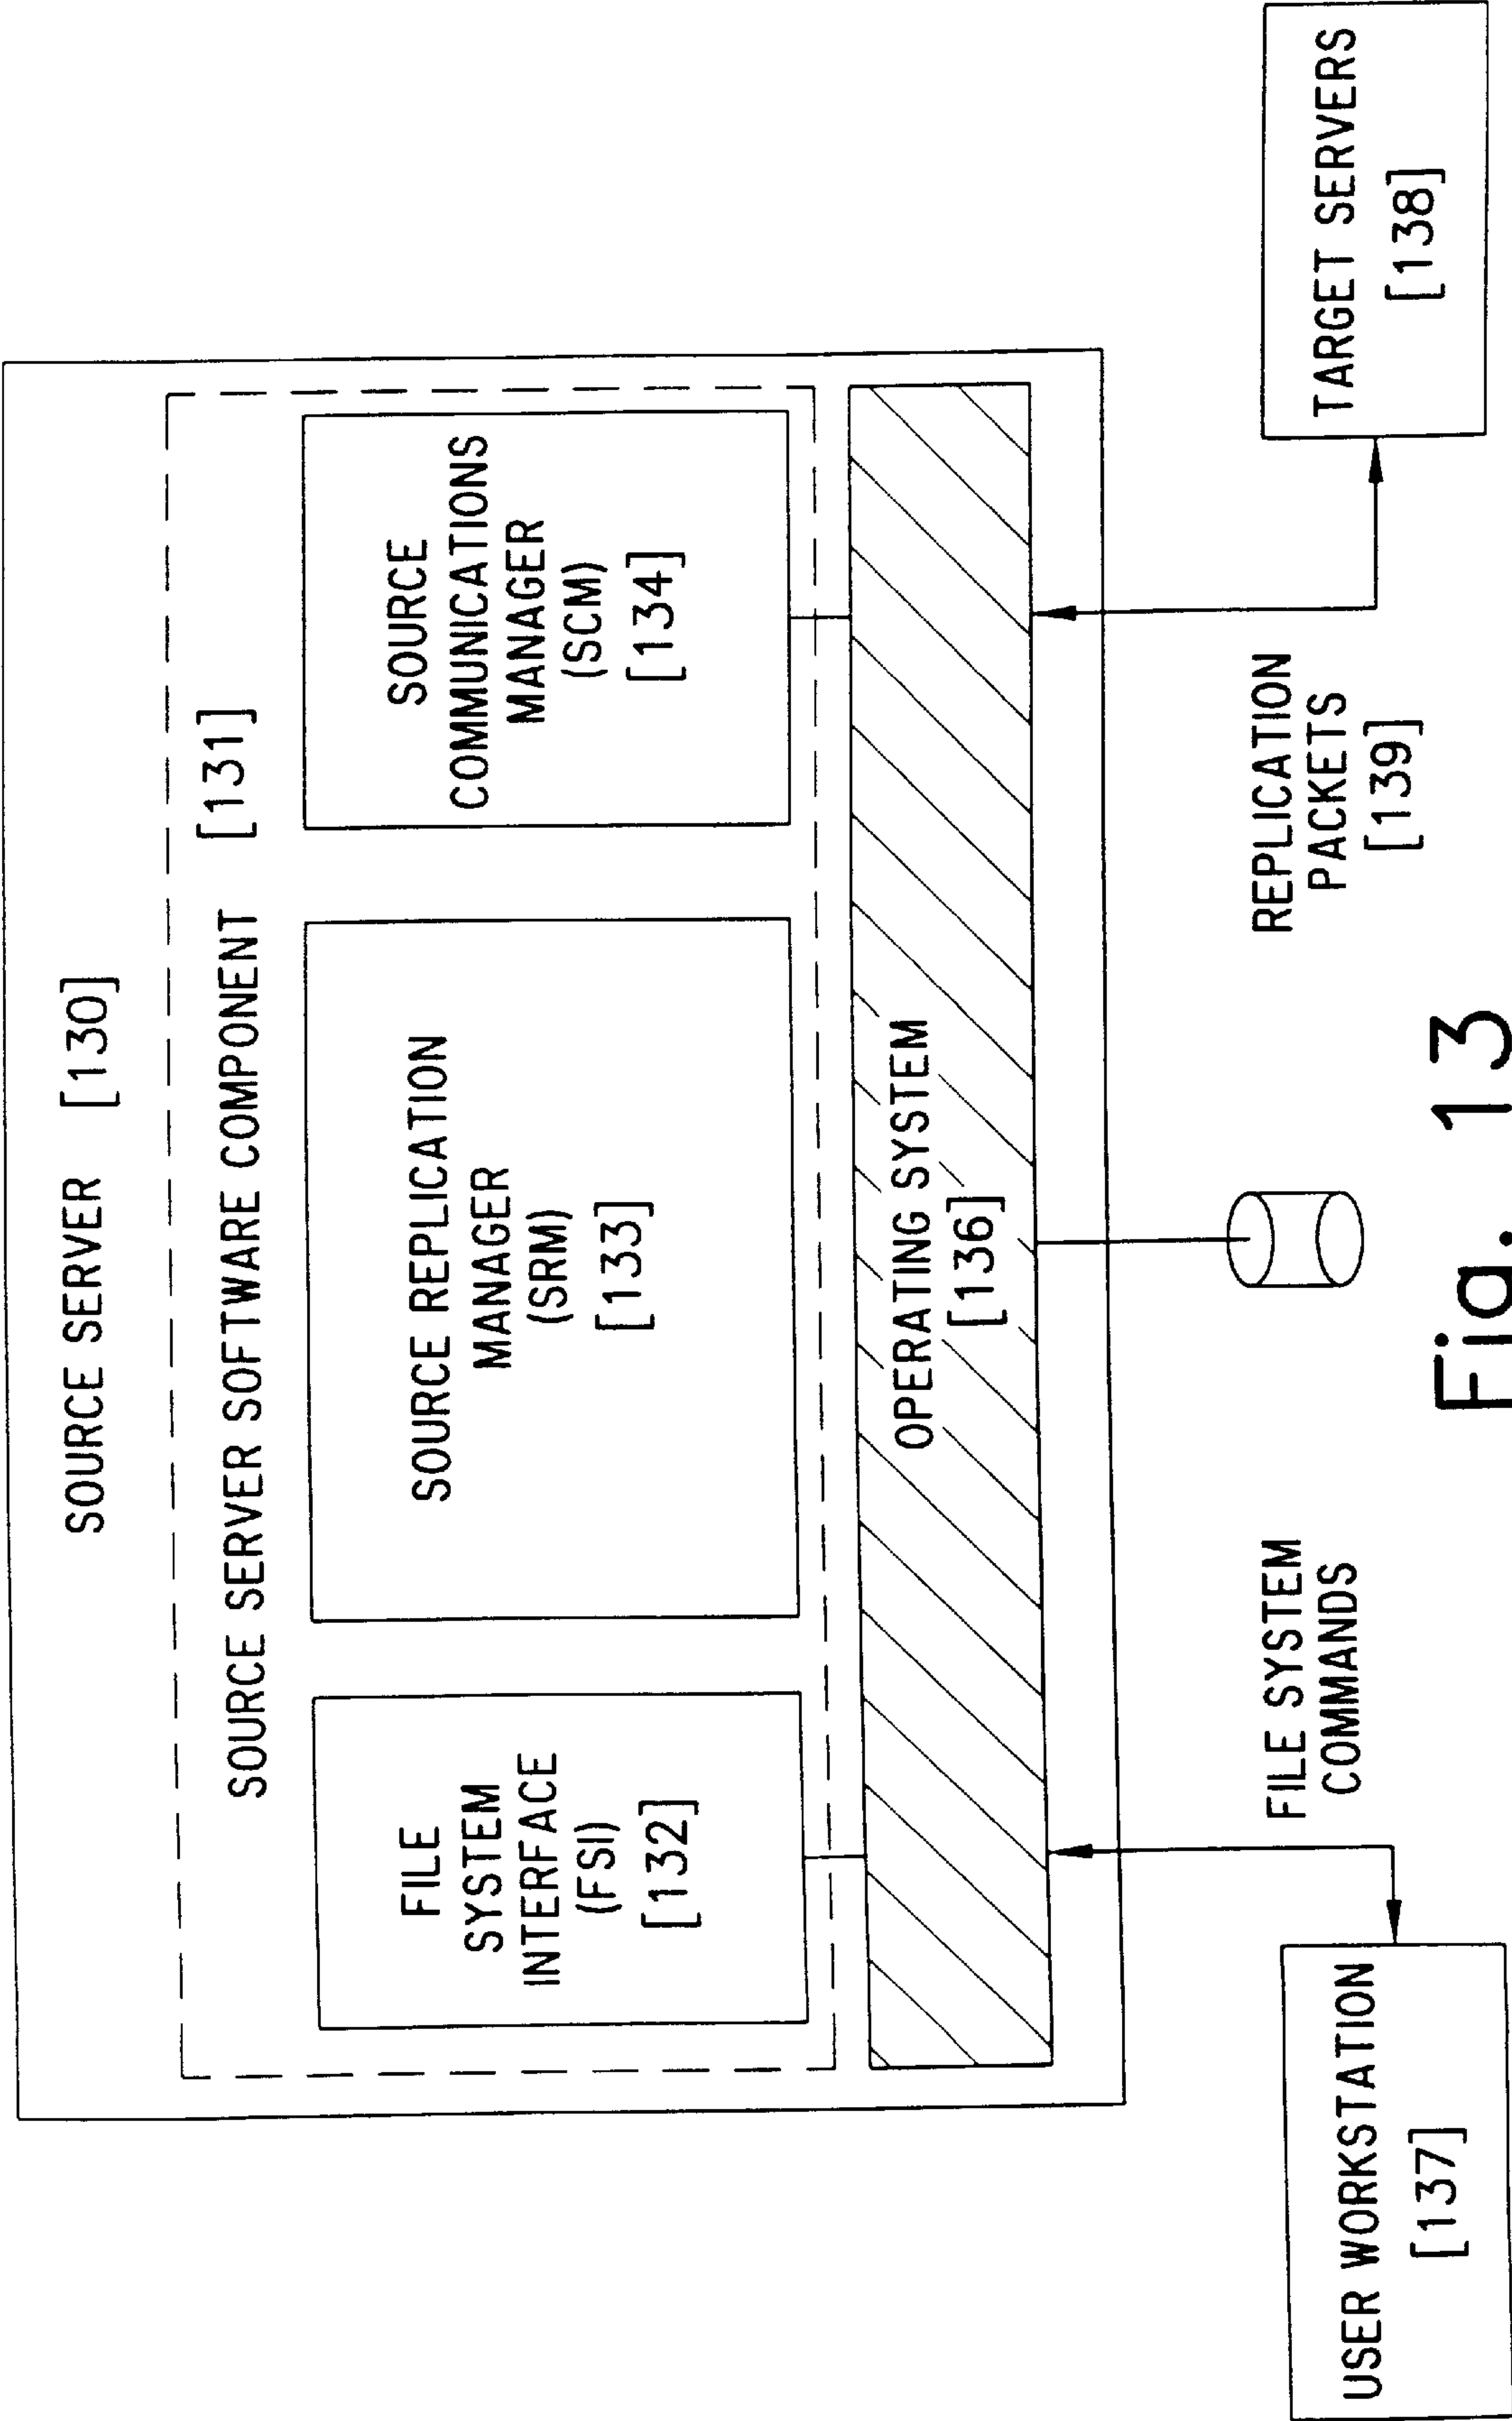 SOURCE SERVER [130]
SOURCE SERVER SOFTWARE COMPONENT [131]
FILE
SYSTEM
INTERFACE
(FSI)
[132]
SOURCE REPLICATION
MANAGER
(SRM)
[133]
SOURCE
COMMUNICATIONS
MANAGER
(SCM)
[134]
OPERATING SYSTEM
[136]
FILE SYSTEM
COMMANDS
REPLICATION
PACKETS
[139]
USER WORKSTATION
[137]
TARGET SERVERS
[138]
Fig. 13